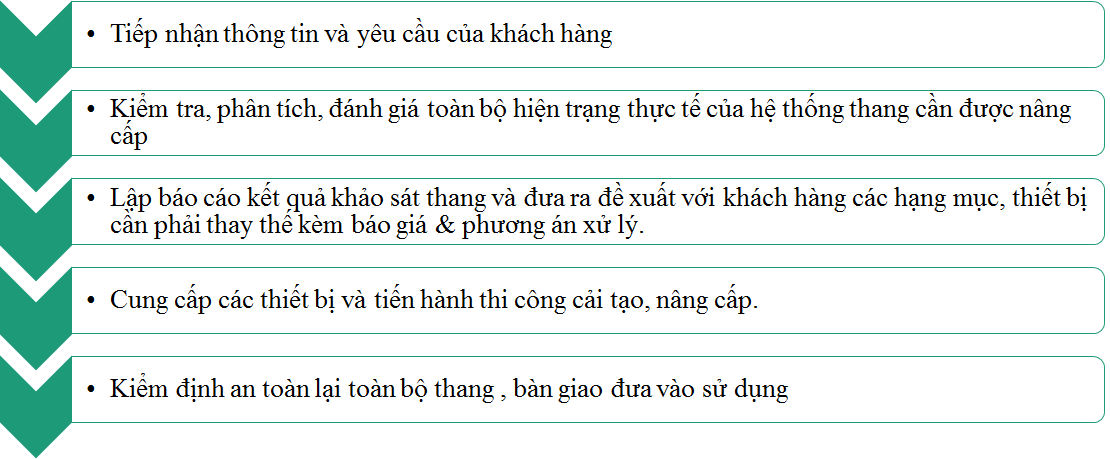 • Tiếp nhận thông tin và yêu cầu của khách hàng
• Kiểm tra, phân tích, đánh giá toàn bộ hiện trạng thực tế của hệ thống thang cần được nâng
cấp
• Lập báo cáo kết quả khảo sát thang và đưa ra đề xuất với khách hàng các hạng mục, thiết bị
cần phải thay thế kèm báo giá & phương án xử lý.
• Cung cấp các thiết bị và tiến hành thi công cải tạo, nâng cấp.
• Kiểm định an toàn lại toàn bộ thang , bàn giao đưa vào sử dụng